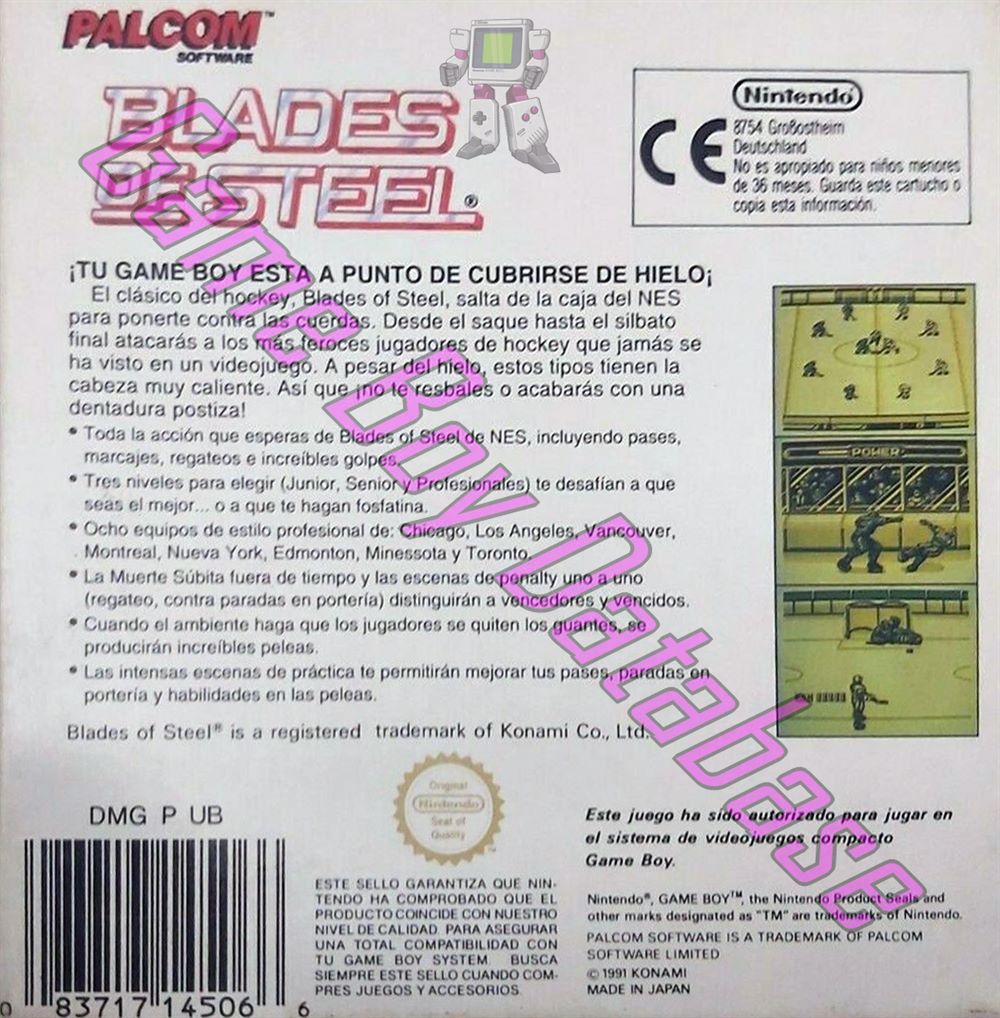 PALCOM™
SOFTWARE
BLADES
OF STEEL®
Nintendo
CE
8754 Großostheim
Deutschland
No es apropiado para niños menores
de 36 meses. Guarda este cartucho o
copia esta información.
¡TU GAME BOY ESTA A PUNTO DE CUBRIRSE DE HIELO¡
El clásico del hockey, Blades of Steel, salta de la caja del NES
para ponerte contra las cuerdas. Desde el saque hasta el silbato
final atacarás a los más feroces jugadores de hockey que jamás se
ha visto en un videojuego. A pesar del hielo, estos tipos tienen la
cabeza muy caliente. Así que ¡no te resbales o acabarás con una
dentadura postiza!
• Toda la acción que esperas de Blades of Steel de NES, incluyendo pases,
marcajes, regateos e increíbles golpes.
• Tres niveles para elegir (Junior, Senior y Profesionales) te desafían a que
seas el mejor... o a que te hagan fosfatina.
• Ocho equipos de estilo profesional de: Chicago, Los Angeles, Vancouver,
Montreal, Nueva York, Edmonton, Minessota y Toronto.
• La Muerte Súbita fuera de tiempo y las escenas de penalty uno a uno
(regateo, contra paradas en portería) distinguirán a vencedores y vencidos.
• Cuando el ambiente haga que los jugadores se quiten los guantes, se
producirán increíbles peleas.
• Las intensas escenas de práctica te permitirán mejorar tus pases, paradas en
portería y habilidades en las peleas.
Blades of Steel® is a registered trademark of Konami Co., Ltd.
POWER
Game Boy Database
DMG P UB
0 83717 14506 6
Original
Nintendo
Seal of
Quality
ESTE SELLO GARANTIZA QUE NIN-
TENDO HA COMPROBADO QUE EL
PRODUCTO COINCIDE CON NUESTRO
NIVEL DE CALIDAD. PARA ASEGURAR
UNA TOTAL COMPATIBILIDAD CON
TU GAME BOY SYSTEM. BUSCA
SIEMPRE ESTE SELLO CUANDO COM-
PRES JUEGOS Y ACCESORIOS.
Este juego ha sido autorizado para jugar en
el sistema de videojuegos compacto
Game Boy.
Nintendo®, GAME BOY™, the Nintendo Product Seals and
other marks designated as "TM" are trademarks of Nintendo.
PALCOM SOFTWARE IS A TRADEMARK OF PALCOM
SOFTWARE LIMITED
© 1991 KONAMI
MADE IN JAPAN